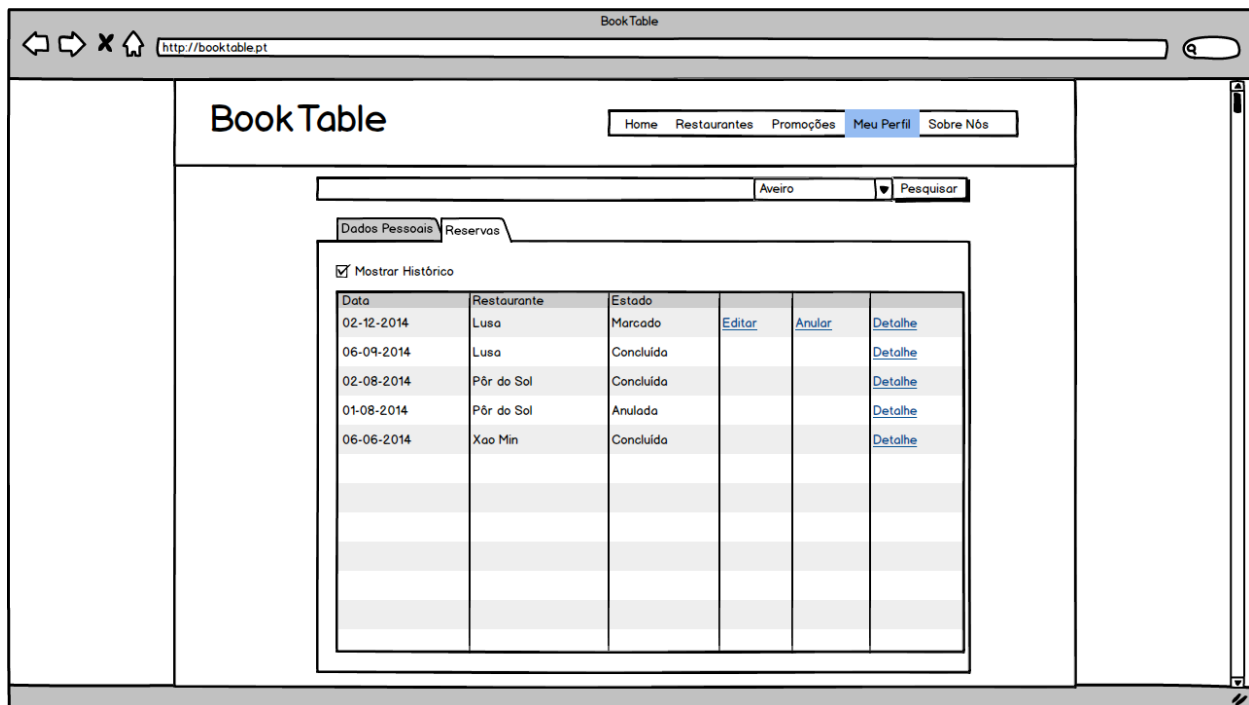 BookTable
http://booktable.pt
BookTable
Home Restaurantes Promoções Meu Perfil Sobre Nós
Aveiro Pesquisar
Dados Pessoais Reservas
Mostrar Histórico
Data Restaurante Estado
02-12-2014 Lusa Marcado Editar Anular Detalhe
06-09-2014 Lusa Concluída Detalhe
02-08-2014 Pôr do Sol Concluída Detalhe
01-08-2014 Pôr do Sol Anulada Detalhe
06-06-2014 Xao Min Concluída Detalhe